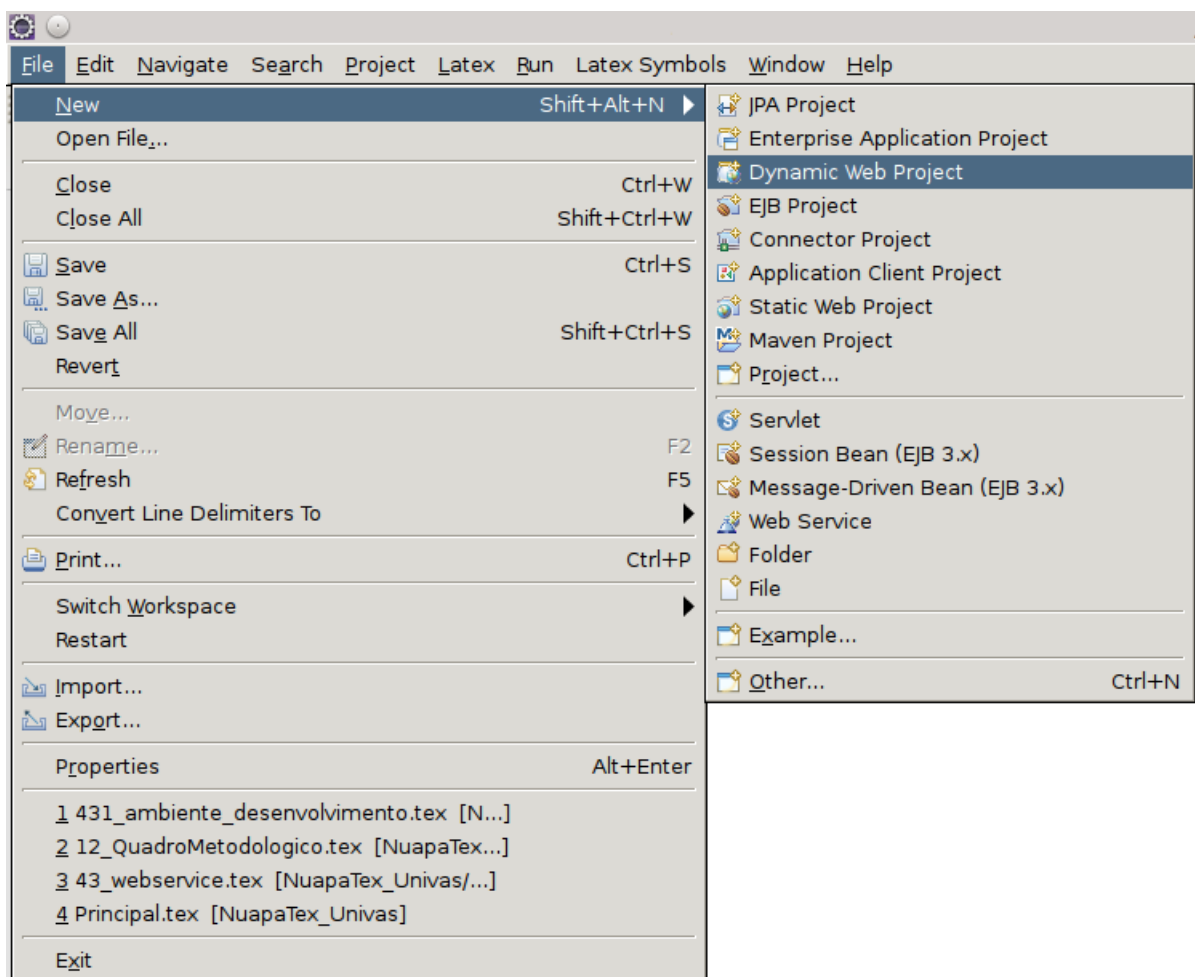 File Edit Navigate Search Project Latex Run Latex Symbols Window Help
New Shift+Alt+N
Open File...
Close Ctrl+W
Close All Shift+Ctrl+W
Save Ctrl+S
Save As...
Save All Shift+Ctrl+S
Revert
Move...
Rename... F2
Refresh F5
Convert Line Delimiters To
Print... Ctrl+P
Switch Workspace
Restart
Import...
Export...
Properties Alt+Enter
1 431_ambiente_desenvolvimento.tex [N...]
2 12_QuadroMetodologico.tex [NuapaTex...]
3 43_webservice.tex [NuapaTex_Univas/...]
4 Principal.tex [NuapaTex_Univas]
Exit
JPA Project
Enterprise Application Project
Dynamic Web Project
EJB Project
Connector Project
Application Client Project
Static Web Project
Maven Project
Project...
Servlet
Session Bean (EJB 3.x)
Message-Driven Bean (EJB 3.x)
Web Service
Folder
File
Example...
Other... Ctrl+N